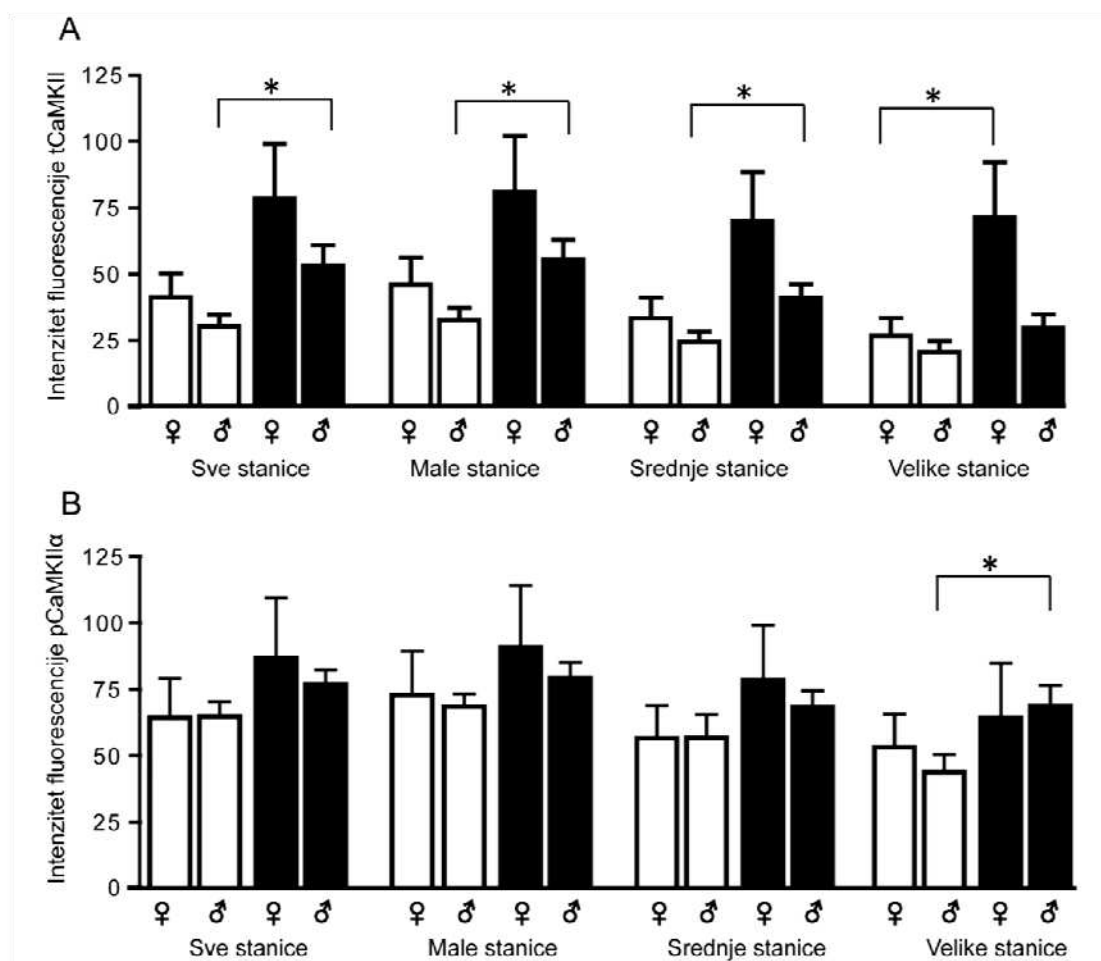 A
Intenzitet fluorescencije tCaMKII
125
100
75
50
25
0
* * * *
♀ ♂ ♀ ♂ ♀ ♂ ♀ ♂ ♀ ♂ ♀ ♂ ♀ ♂ ♀ ♂
Sve stanice Male stanice Srednje stanice Velike stanice
B
Intenzitet fluorescencije pCaMKIIα
125
100
75
50
25
0
*
♀ ♂ ♀ ♂ ♀ ♂ ♀ ♂ ♀ ♂ ♀ ♂ ♀ ♂ ♀ ♂
Sve stanice Male stanice Srednje stanice Velike stanice